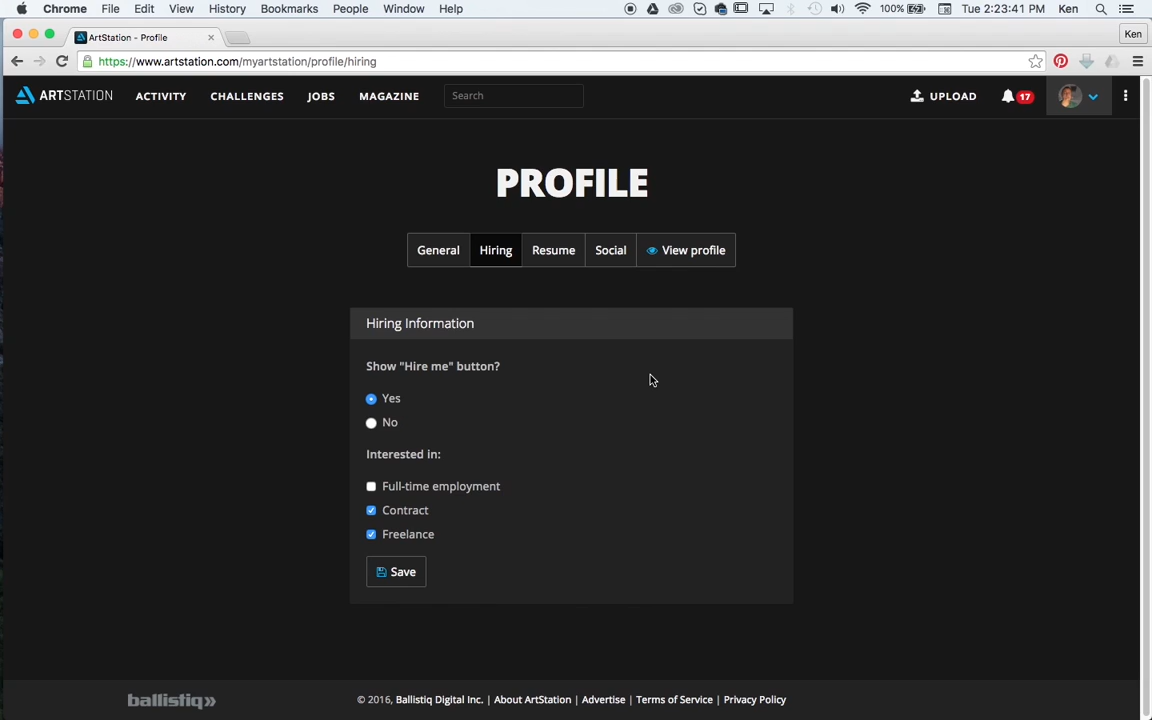 Chrome File Edit View History Bookmarks People Window Help 100% Tue 2:23:41 PM Ken
ArtStation - Profile Ken
https://www.artstation.com/myartstation/profile/hiring
ARTSTATION ACTIVITY CHALLENGES JOBS MAGAZINE Search UPLOAD 17
PROFILE
General Hiring Resume Social View profile
Hiring Information
Show "Hire me" button?
Yes
No
Interested in:
Full-time employment
Contract
Freelance
Save
ballistiq» © 2016, Ballistiq Digital Inc. | About ArtStation | Advertise | Terms of Service | Privacy Policy